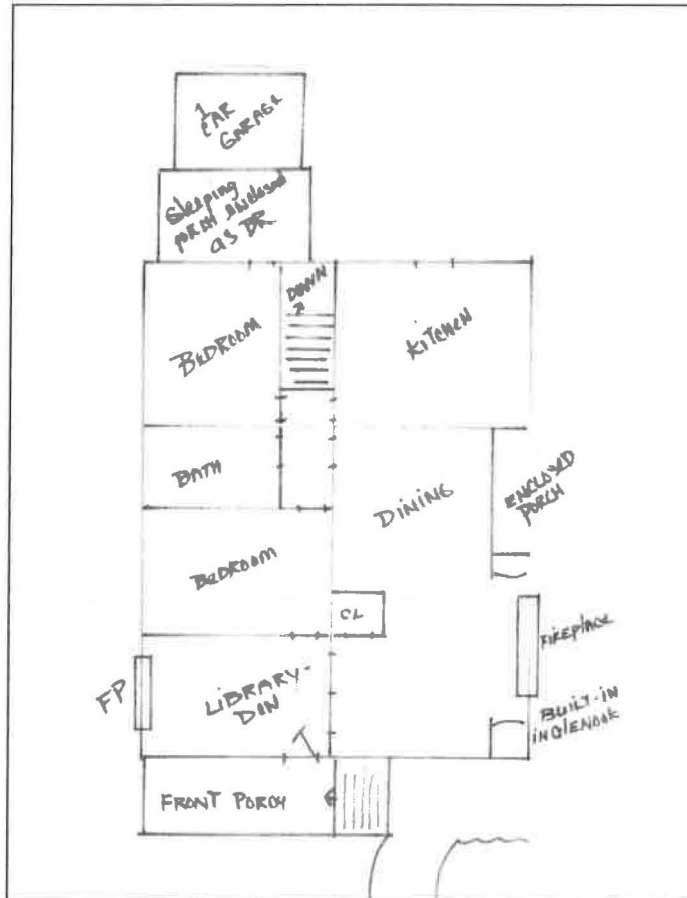 1
CAR
GARAGE
Sleeping
PORCH enclosed
as BR
DOWN
BEDROOM
KITCHEN
BATH
DINING
ENCLOSED
PORCH
BEDROOM
CL
FIREPLACE
FP
LIBRARY-
DEN
BUILT-IN
INGLENOOK
FRONT PORCH